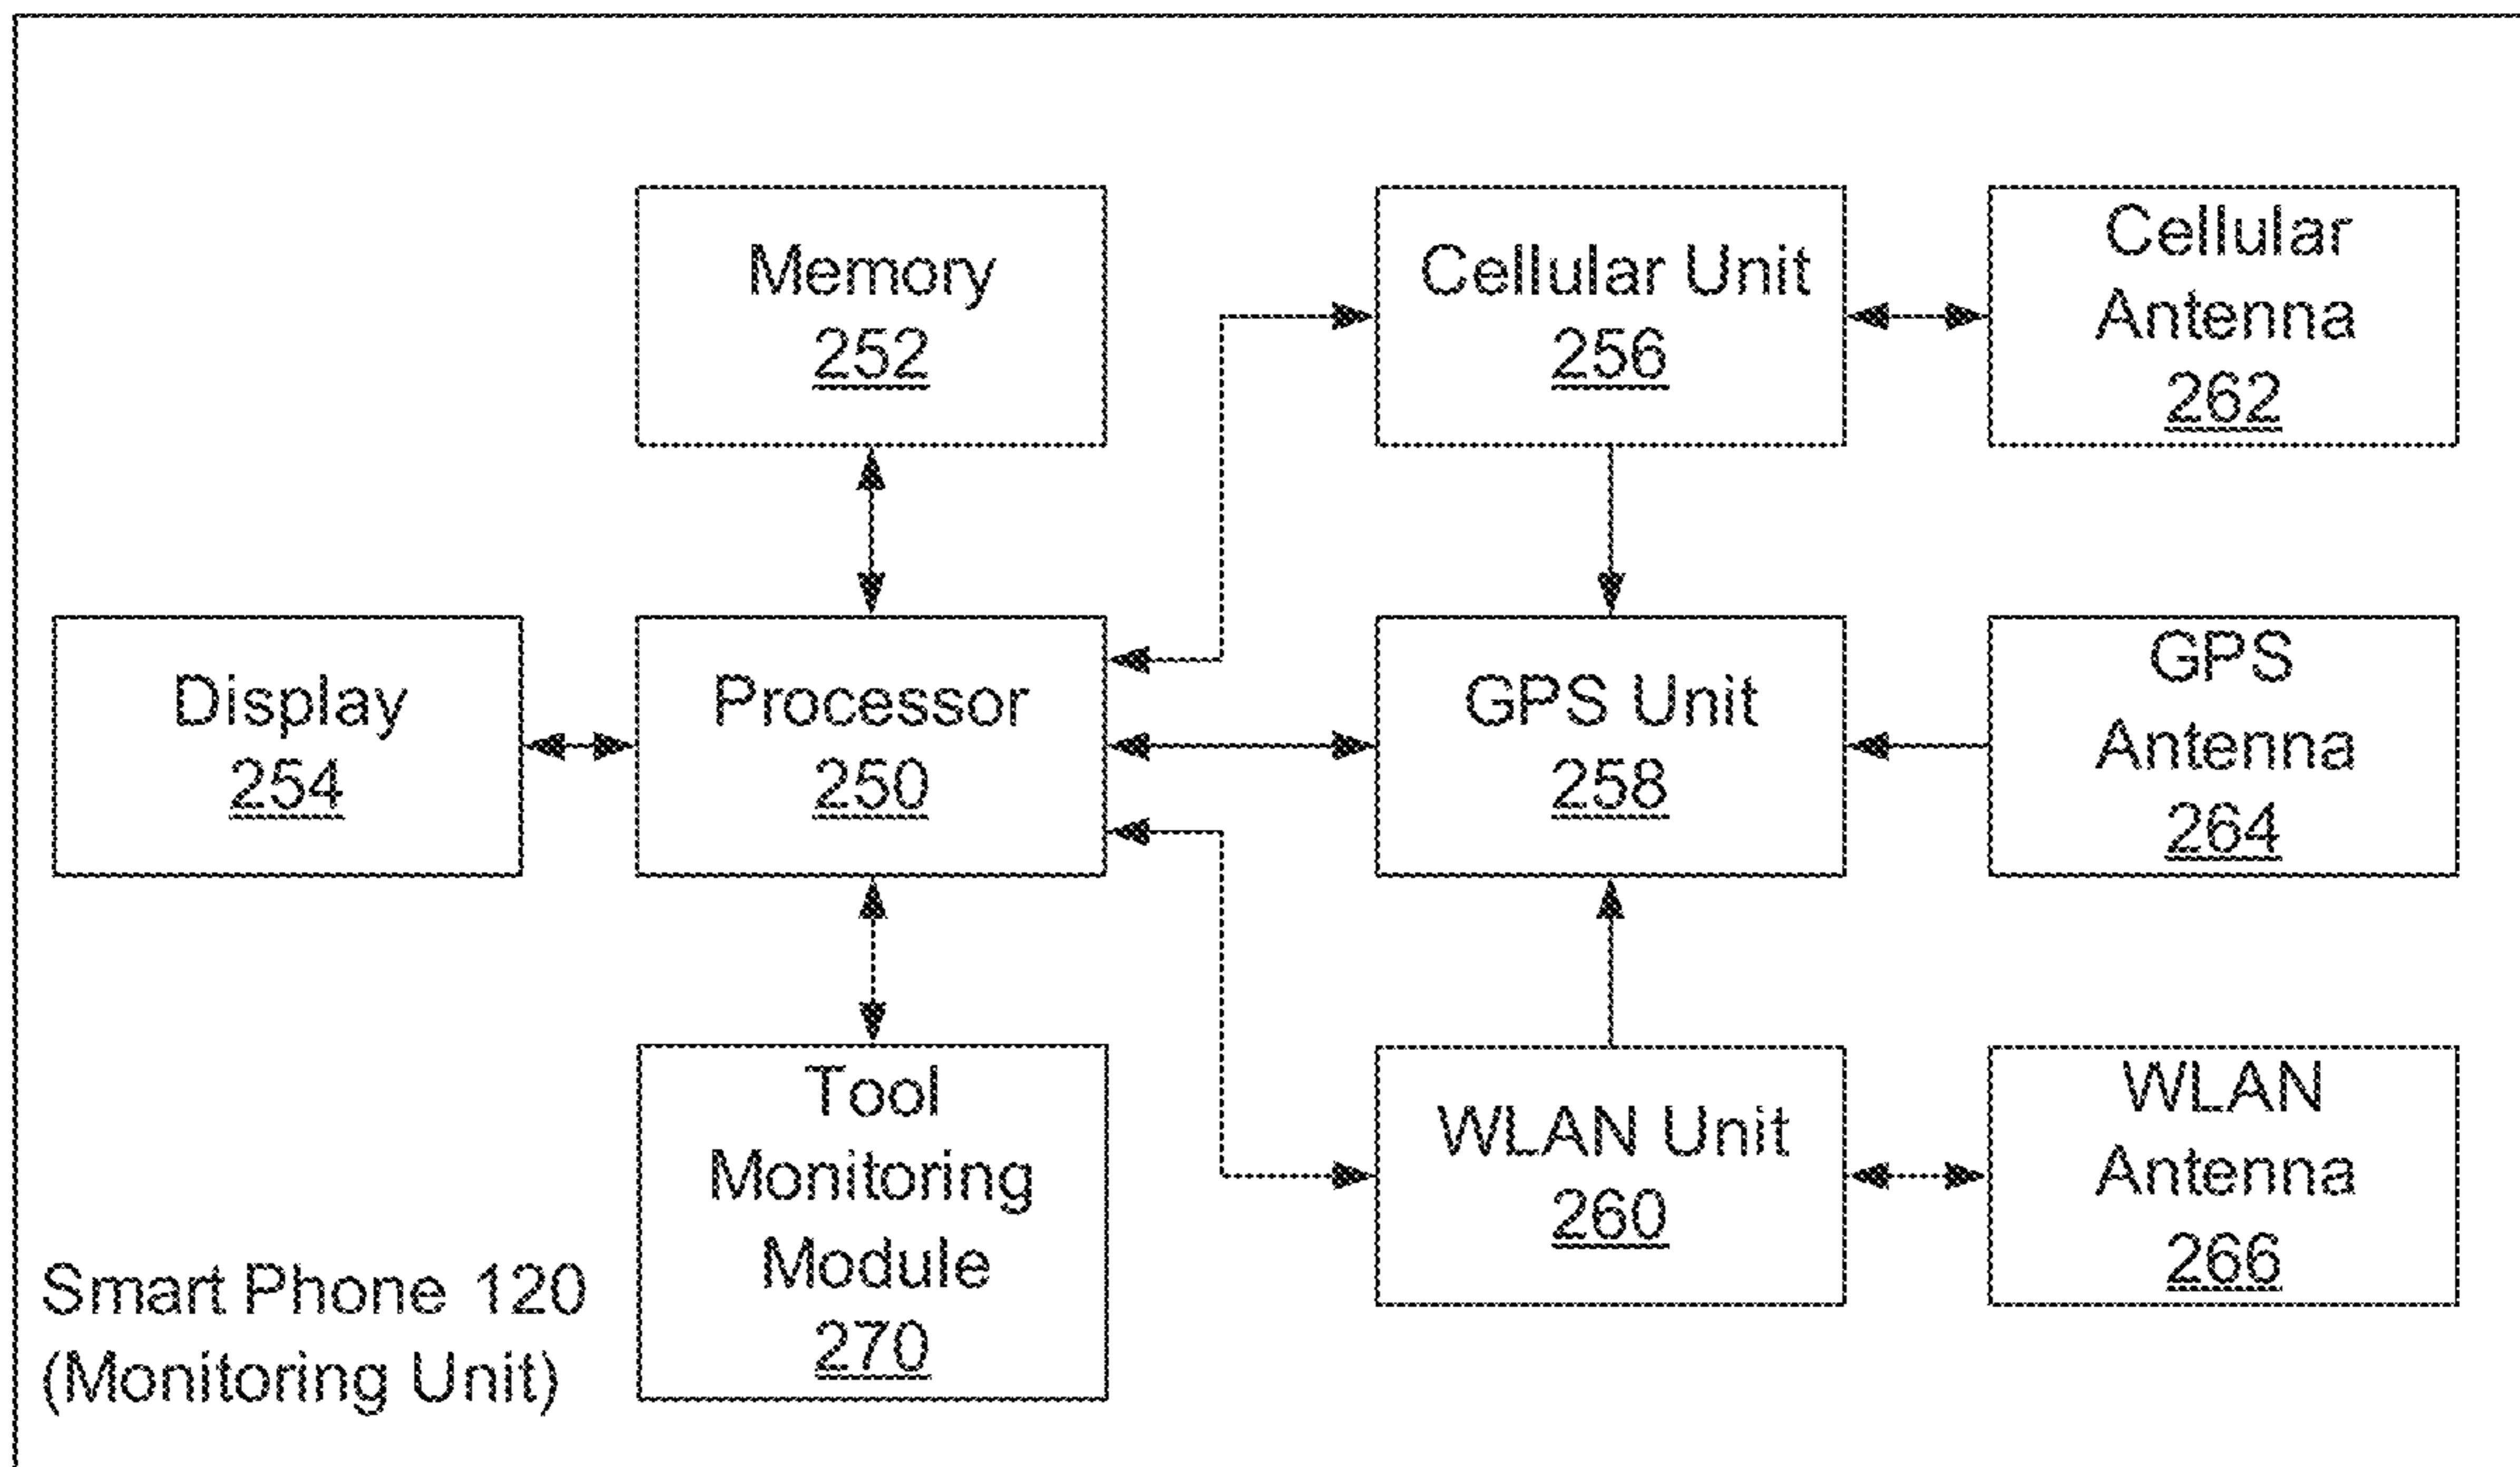 Memory
252
Cellular Unit
256
Cellular
Antenna
262
Display
254
Processor
250
GPS Unit
258
GPS
Antenna
264
Tool
Monitoring
Module
270
WLAN Unit
260
WLAN
Antenna
266
Smart Phone 120
(Monitoring Unit)